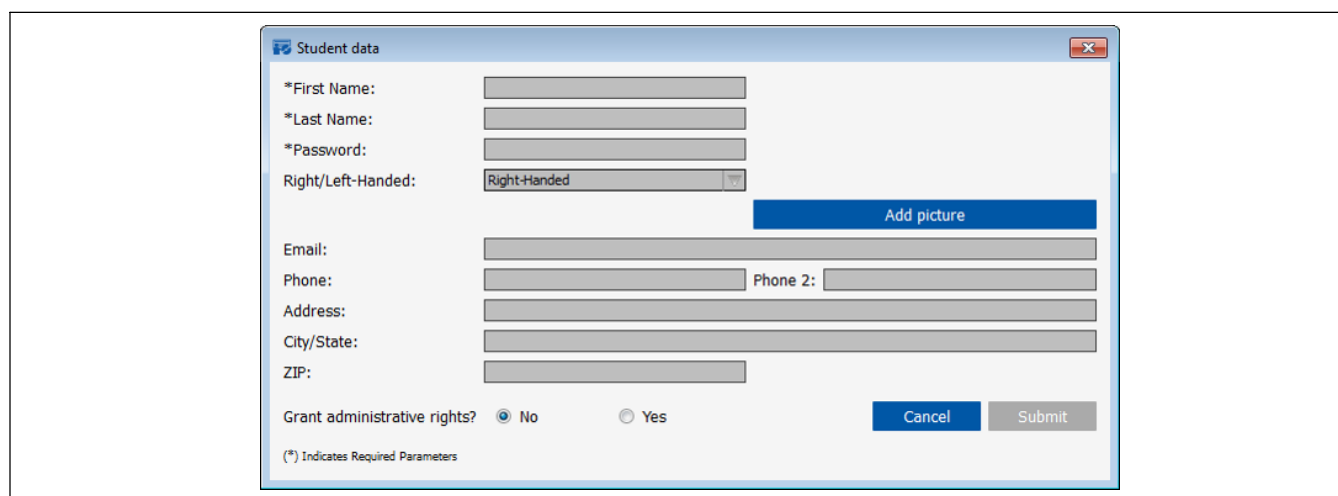 Student data
*First Name:
*Last Name:
*Password:
Right/Left-Handed: Right-Handed
Add picture
Email:
Phone: Phone 2:
Address:
City/State:
ZIP:
Grant administrative rights? No Yes Cancel Submit
(*) Indicates Required Parameters